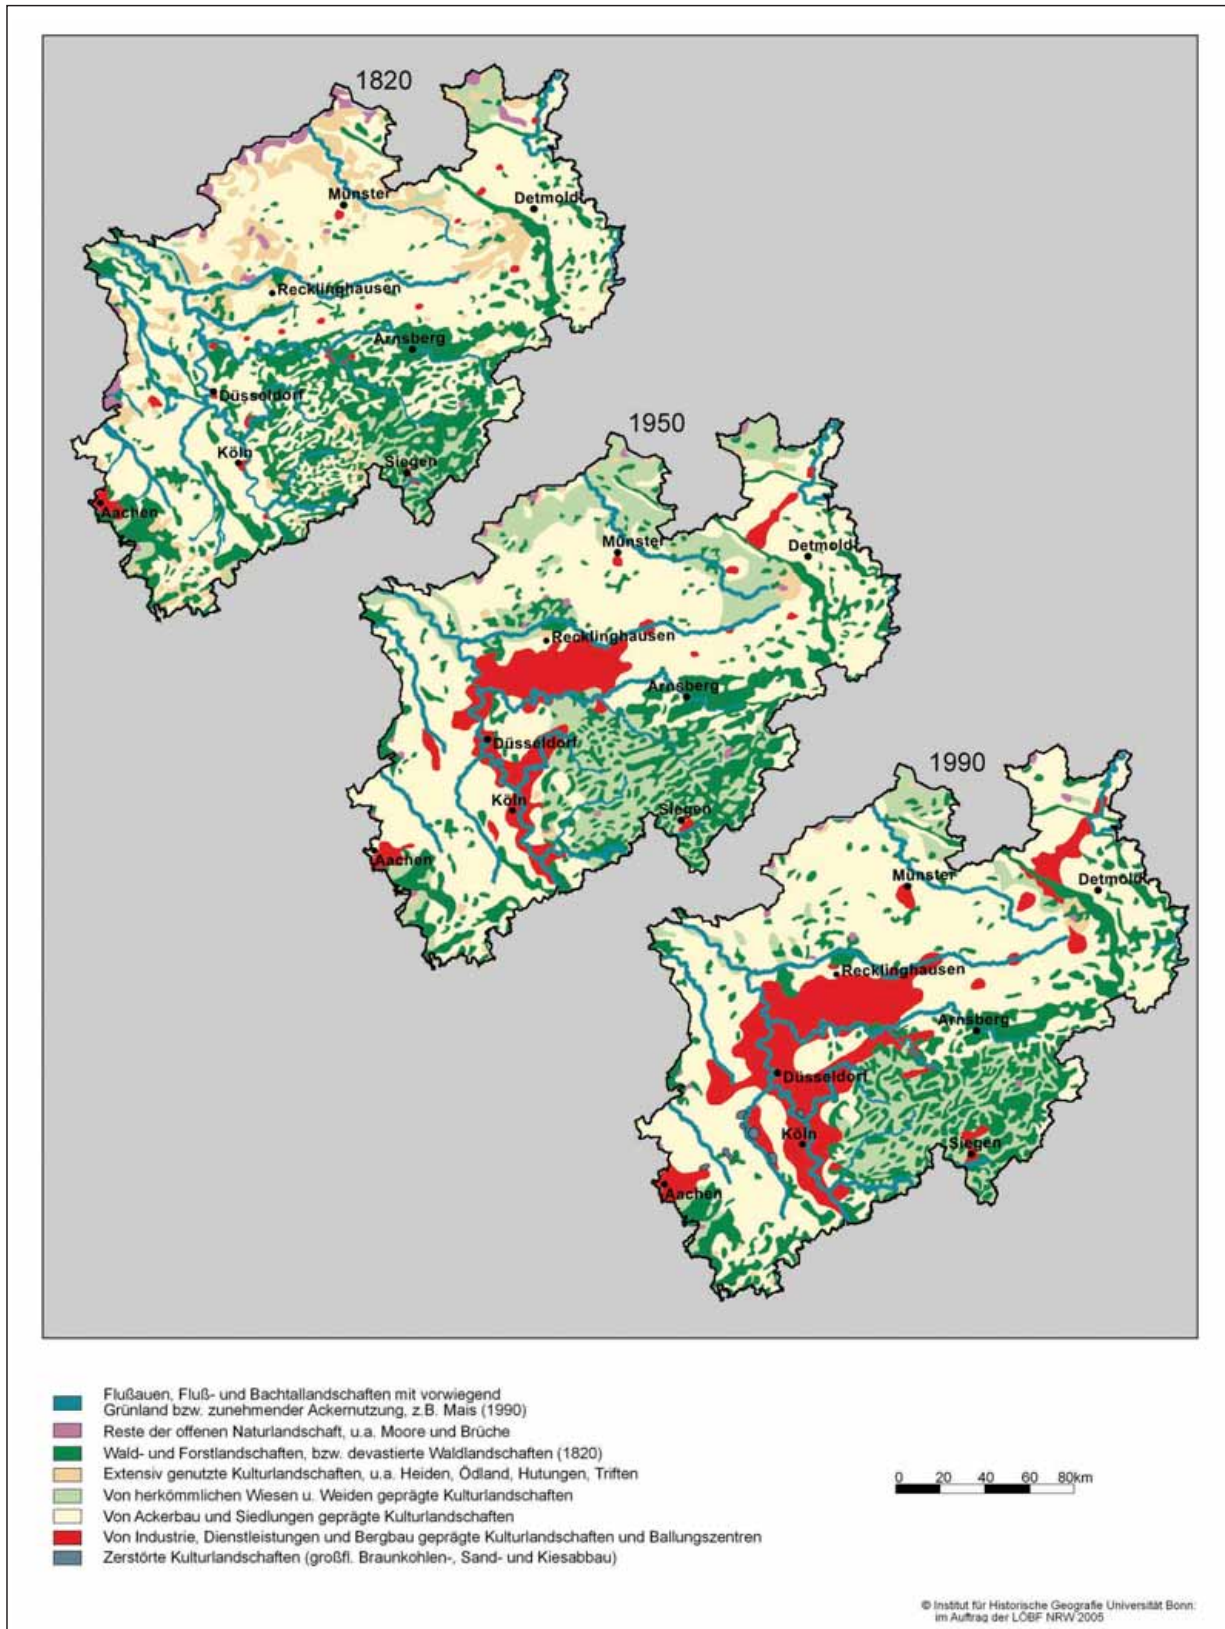 1820
Münster
Detmold
Recklinghausen
Arnsberg
Düsseldorf
Köln
Siegen
Aachen
1950
Münster
Detmold
Recklinghausen
Arnsberg
Düsseldorf
Köln
Siegen
Aachen
1990
Münster
Detmold
Recklinghausen
Arnsberg
Düsseldorf
Köln
Siegen
Aachen
Flußauen, Fluß- und Bachtallandschaften mit vorwiegend
Grünland bzw. zunehmender Ackernutzung, z.B. Mais (1990)
Reste der offenen Naturlandschaft, u.a. Moore und Brüche
Wald- und Forstlandschaften, bzw. devastierte Waldlandschaften (1820)
Extensiv genutzte Kulturlandschaften, u.a. Heiden, Ödland, Hutungen, Triften
Von herkömmlichen Wiesen u. Weiden geprägte Kulturlandschaften
Von Ackerbau und Siedlungen geprägte Kulturlandschaften
Von Industrie, Dienstleistungen und Bergbau geprägte Kulturlandschaften und Ballungszentren
Zerstörte Kulturlandschaften (großfl. Braunkohlen-, Sand- und Kiesabbau)
0 20 40 60 80km
© Institut für Historische Geografie Universität Bonn:
im Auftrag der LÖBF NRW 2005